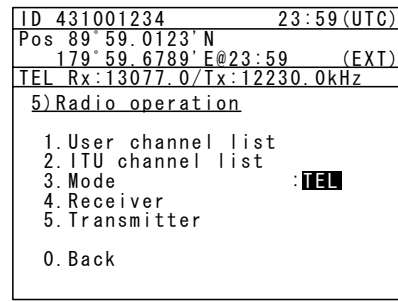 ID 431001234 23:59(UTC)
Pos 89°59.0123'N
179°59.6789'E@23:59 (EXT)
TEL Rx:13077.0/Tx:12230.0kHz
5)Radio operation
1.User channel list
2.ITU channel list
3.Mode :TEL
4.Receiver
5.Transmitter
0.Back